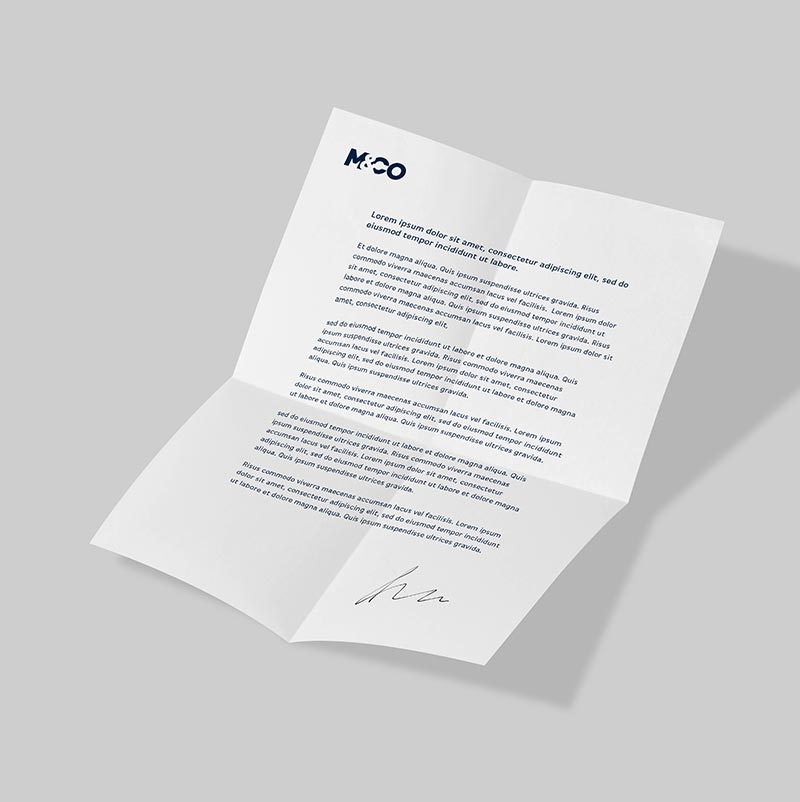 M&CO
Lorem ipsum dolor sit amet, consectetur adipiscing elit, sed do
eiusmod tempor incididunt ut labore.
Et dolore magna aliqua. Quis ipsum suspendisse ultrices gravida. Risus
commodo viverra maecenas accumsan lacus vel facilisis. Lorem ipsum dolor
sit amet, consectetur adipiscing elit, sed do eiusmod tempor incididunt ut
labore et dolore magna aliqua. Quis ipsum suspendisse ultrices gravida. Risus
commodo viverra maecenas accumsan lacus vel facilisis. Lorem ipsum dolor sit
amet, consectetur adipiscing elit,
sed do eiusmod tempor incididunt ut labore et dolore magna aliqua. Quis
ipsum suspendisse ultrices gravida. Risus commodo viverra maecenas
accumsan lacus vel facilisis. Lorem ipsum dolor sit amet, consectetur
adipiscing elit, sed do eiusmod tempor incididunt ut labore et dolore magna
aliqua. Quis ipsum suspendisse ultrices gravida.
Risus commodo viverra maecenas accumsan lacus vel facilisis. Lorem ipsum
dolor sit amet, consectetur adipiscing elit, sed do eiusmod tempor incididunt
ut labore et dolore magna aliqua. Quis ipsum suspendisse ultrices gravida.
sed do eiusmod tempor incididunt ut labore et dolore magna aliqua. Quis
ipsum suspendisse ultrices gravida. Risus commodo viverra maecenas
accumsan lacus vel facilisis. Lorem ipsum dolor sit amet, consectetur
adipiscing elit, sed do eiusmod tempor incididunt ut labore et dolore magna
aliqua. Quis ipsum suspendisse ultrices gravida.
Risus commodo viverra maecenas accumsan lacus vel facilisis. Lorem ipsum
dolor sit amet, consectetur adipiscing elit, sed do eiusmod tempor incididunt
ut labore et dolore magna aliqua. Quis ipsum suspendisse ultrices gravida.